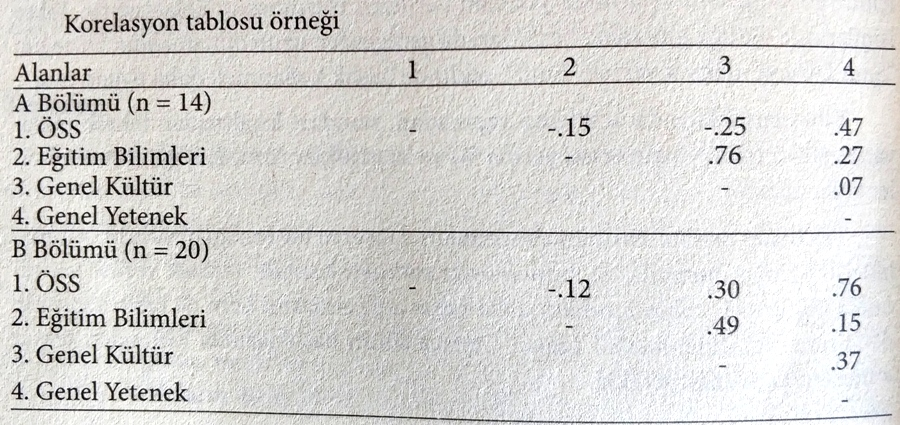 Korelasyon tablosu örneği
Alanlar 1 2 3 4
A Bölümü (n = 14)
1. ÖSS - -.15 -.25 .47
2. Eğitim Bilimleri - .76 .27
3. Genel Kültür - .07
4. Genel Yetenek -
B Bölümü (n = 20)
1. ÖSS - -.12 .30 .76
2. Eğitim Bilimleri - .49 .15
3. Genel Kültür - .37
4. Genel Yetenek -